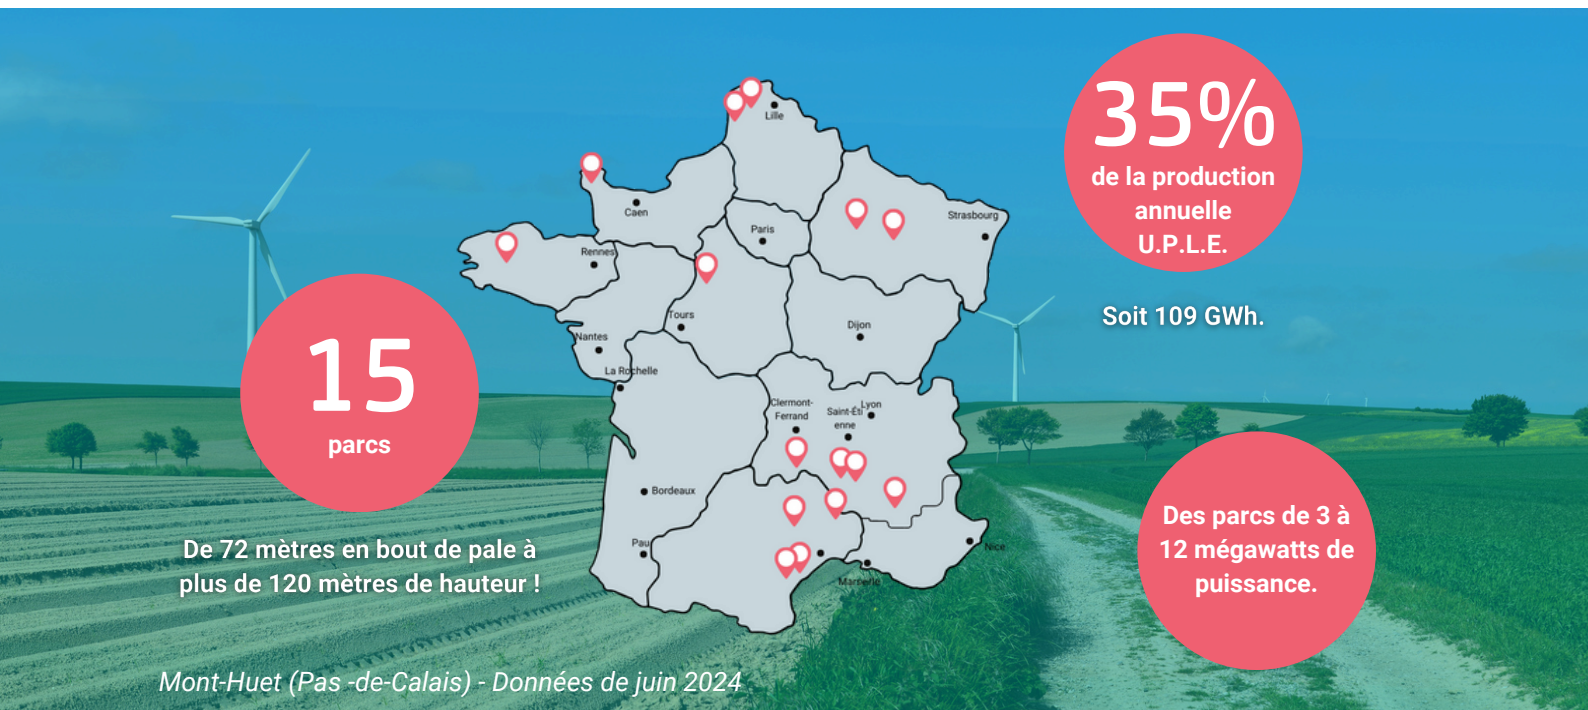 35%
de la production
annuelle
U.P.L.E.
Soit 109 GWh.
15
parcs
De 72 mètres en bout de pale à
plus de 120 mètres de hauteur !
Lille
Caen
Paris
Strasbourg
Rennes
Tours
Nantes
Dijon
La Rochelle
Clermont-
Ferrand
Saint-Éti
enne
Lyon
Bordeaux
Pau
Nice
Marseille
Des parcs de 3 à
12 mégawatts de
puissance.
Mont-Huet (Pas -de-Calais) - Données de juin 2024